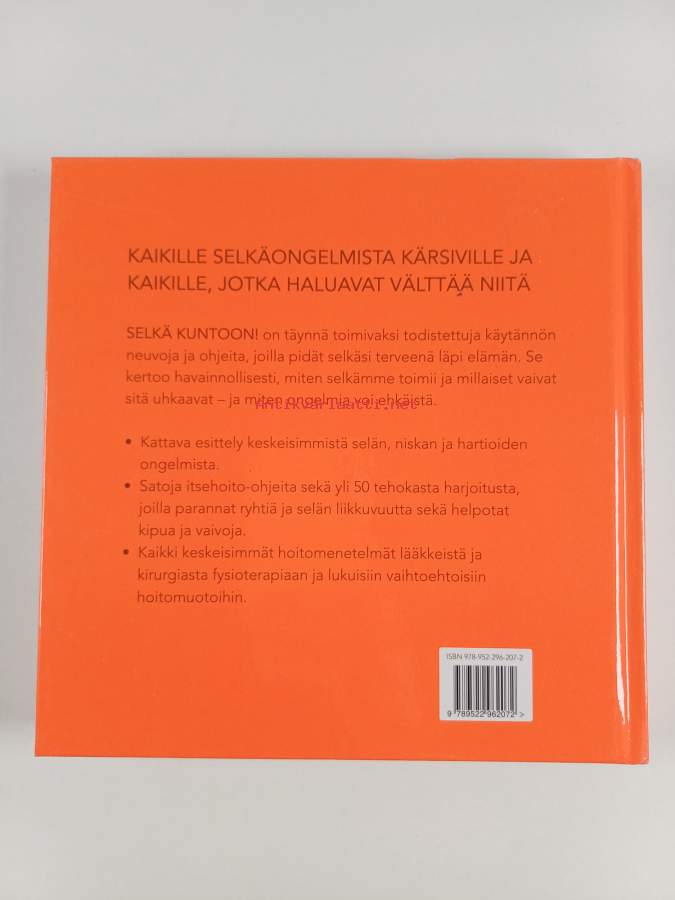 KAIKILLE SELKÄONGELMISTA KÄRSIVILLE JA
KAIKILLE, JOTKA HALUAVAT VÄLTTÄÄ NIITÄ
SELKÄ KUNTOON! on täynnä toimivaksi todistettuja käytännön
neuvoja ja ohjeita, joilla pidät selkäsi terveenä läpi elämän. Se
kertoo havainnollisesti, miten selkämme toimii ja millaiset vaivat
sitä uhkaavat – ja miten ongelmia voi ehkäistä.
Antikvariaatti.net
• Kattava esittely keskeisimmistä selän, niskan ja hartioiden
ongelmista.
• Satoja itsehoito-ohjeita sekä yli 50 tehokasta harjoitusta,
joilla parannat ryhtiä ja selän liikkuvuutta sekä helpotat
kipua ja vaivoja.
• Kaikki keskeisimmät hoitomenetelmät lääkkeistä ja
kirurgiasta fysioterapiaan ja lukuisiin vaihtoehtoisiin
hoitomuotoihin.
ISBN 978-952-296-207-2
9 789522 962072 >